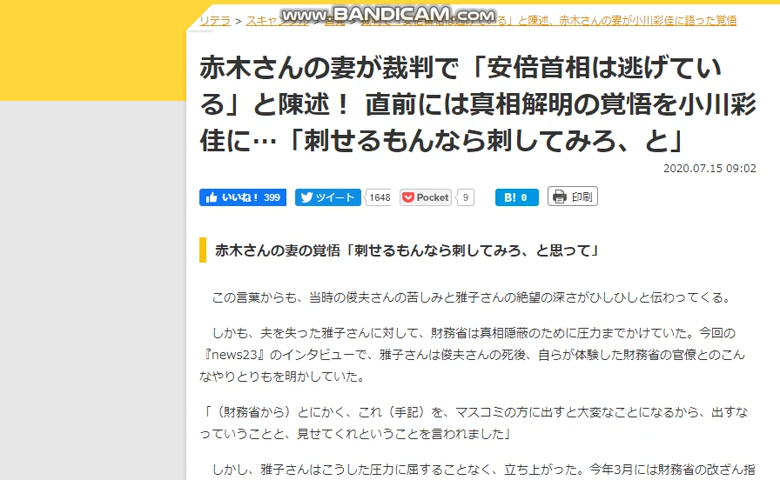 www.BANDICAM.com
リテラ > スキャンダル > 裁判で「安倍首相は逃げている」と陳述、赤木さんの妻が小川彩佳に語った覚悟
赤木さんの妻が裁判で「安倍首相は逃げてい
る」と陳述！ 直前には真相解明の覚悟を小川彩
佳に…「刺せるもんなら刺してみろ、と」
2020.07.15 09:02
いいね！ 399 ツイート 1648 Pocket 9 B! 0 印刷
赤木さんの妻の覚悟「刺せるもんなら刺してみろ、と思って」
この言葉からも、当時の俊夫さんの苦しみと雅子さんの絶望の深さがひしひしと伝わってくる。
しかも、夫を失った雅子さんに対して、財務省は真相隠蔽のために圧力までかけていた。今回の
『news23』のインタビューで、雅子さんは俊夫さんの死後、自らが体験した財務省の官僚とのこん
なやりとりもを明かしていた。
「（財務省から）とにかく、これ（手記）を、マスコミの方に出すと大変なことになるから、出すな
っていうことと、見せてくれということを言われました」
しかし、雅子さんはこうした圧力に屈することなく、立ち上がった。今年3月には財務省の改ざん指